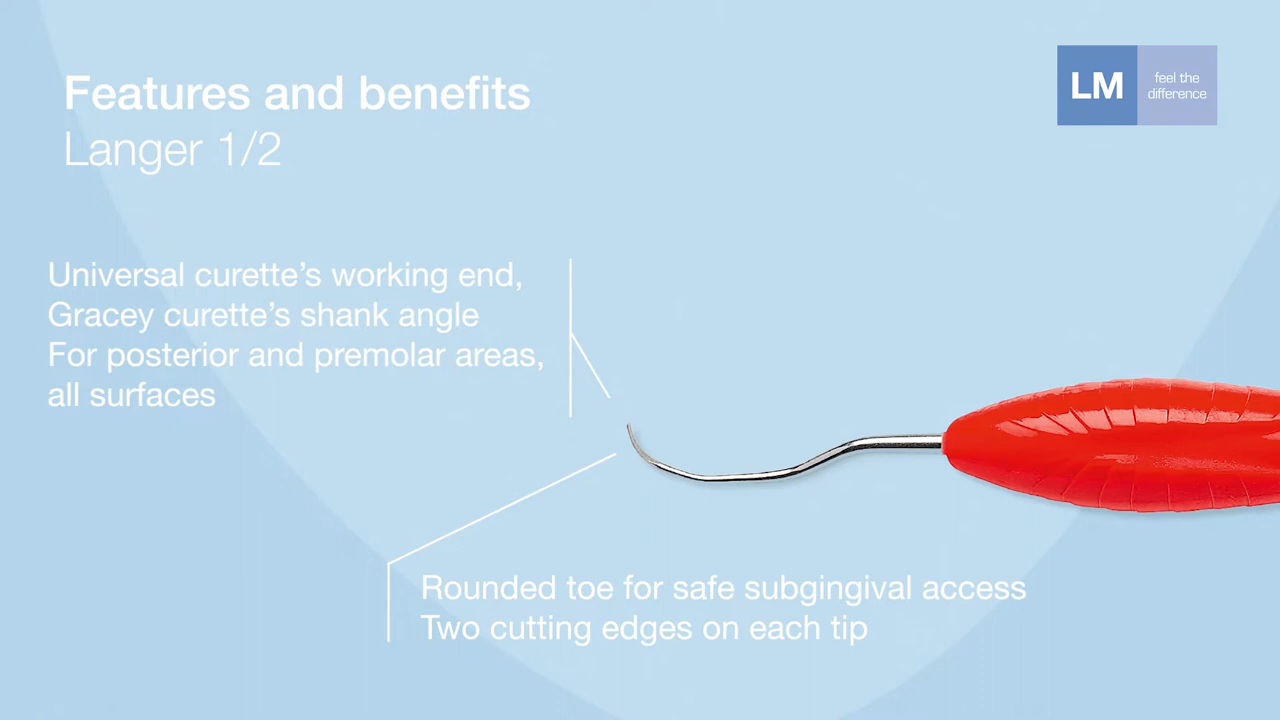 Features and benefits
Langer 1/2
LM
feel the
difference
Universal curette’s working end,
Gracey curette’s shank angle
For posterior and premolar areas,
all surfaces
Rounded toe for safe subgingival access
Two cutting edges on each tip